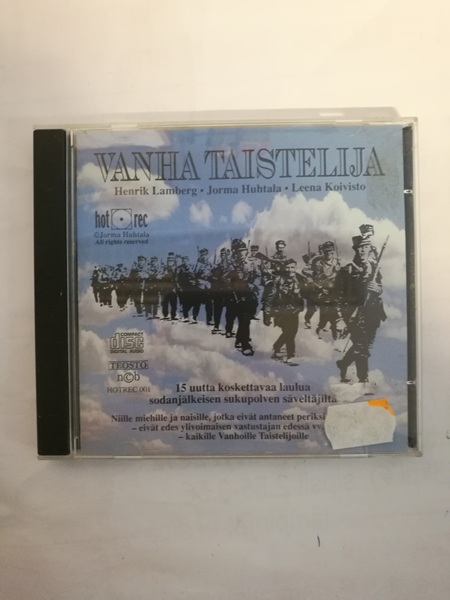 VANHA TAISTELIJA
Henrik Lamberg • Jorma Huhtala • Leena Koivisto
hot rec
©Jorma Huhtala
All rights reserved
COMPACT
disc
DIGITAL AUDIO
TEOSTO
n©b
HOTREC 001
15 uutta koskettavaa laulua
sodanjälkeisen sukupolven säveltäjiltä
Niille miehille ja naisille, jotka eivät antaneet periksi
– eivät edes ylivoimaisen vastustajan edessä
– kaikille Vanhoille Taistelijoille